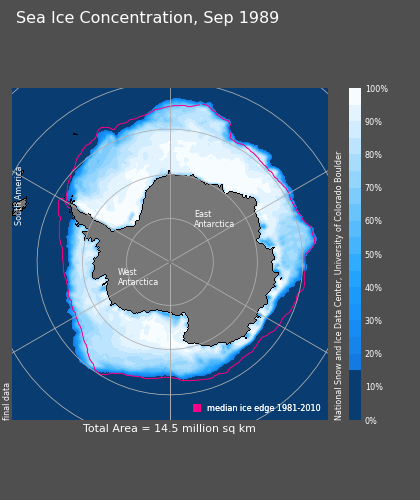 Sea Ice Concentration, Sep 1989
South America
East
Antarctica
West
Antarctica
final data
median ice edge 1981-2010
Total Area = 14.5 million sq km
National Snow and Ice Data Center, University of Colorado Boulder
100%
90%
80%
70%
60%
50%
40%
30%
20%
10%
0%